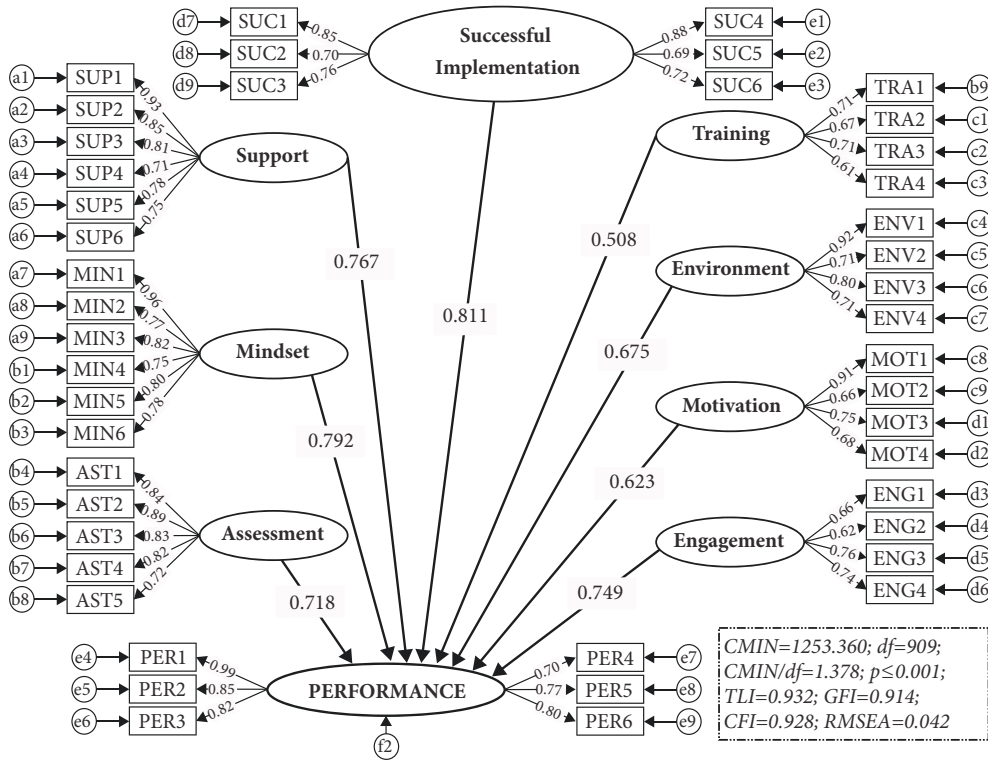 d7
SUC1
0.85
d8
SUC2
0.70
d9
SUC3
0.76
Successful
Implementation
0.88
SUC4
e1
0.69
SUC5
e2
0.72
SUC6
e3
a1
SUP1
0.93
a2
SUP2
0.85
a3
SUP3
0.81
a4
SUP4
0.71
a5
SUP5
0.78
a6
SUP6
0.75
Support
a7
MIN1
0.96
a8
MIN2
0.77
a9
MIN3
0.82
b1
MIN4
0.75
b2
MIN5
0.80
b3
MIN6
0.78
Mindset
b4
AST1
0.84
b5
AST2
0.89
b6
AST3
0.83
b7
AST4
0.82
b8
AST5
0.72
Assessment
Training
0.71
TRA1
b9
0.67
TRA2
c1
0.71
TRA3
c2
0.61
TRA4
c3
Environment
0.92
ENV1
c4
0.71
ENV2
c5
0.80
ENV3
c6
0.71
ENV4
c7
Motivation
0.91
MOT1
c8
0.66
MOT2
c9
0.75
MOT3
d1
0.68
MOT4
d2
Engagement
0.66
ENG1
d3
0.62
ENG2
d4
0.76
ENG3
d5
0.74
ENG4
d6
0.767
0.792
0.718
0.811
0.508
0.675
0.623
0.749
e4
PER1
0.99
e5
PER2
0.85
e6
PER3
0.82
PERFORMANCE
f2
0.70
PER4
e7
0.77
PER5
e8
0.80
PER6
e9
CMIN=1253.360; df=909;
CMIN/df=1.378; p≤0.001;
TLI=0.932; GFI=0.914;
CFI=0.928; RMSEA=0.042